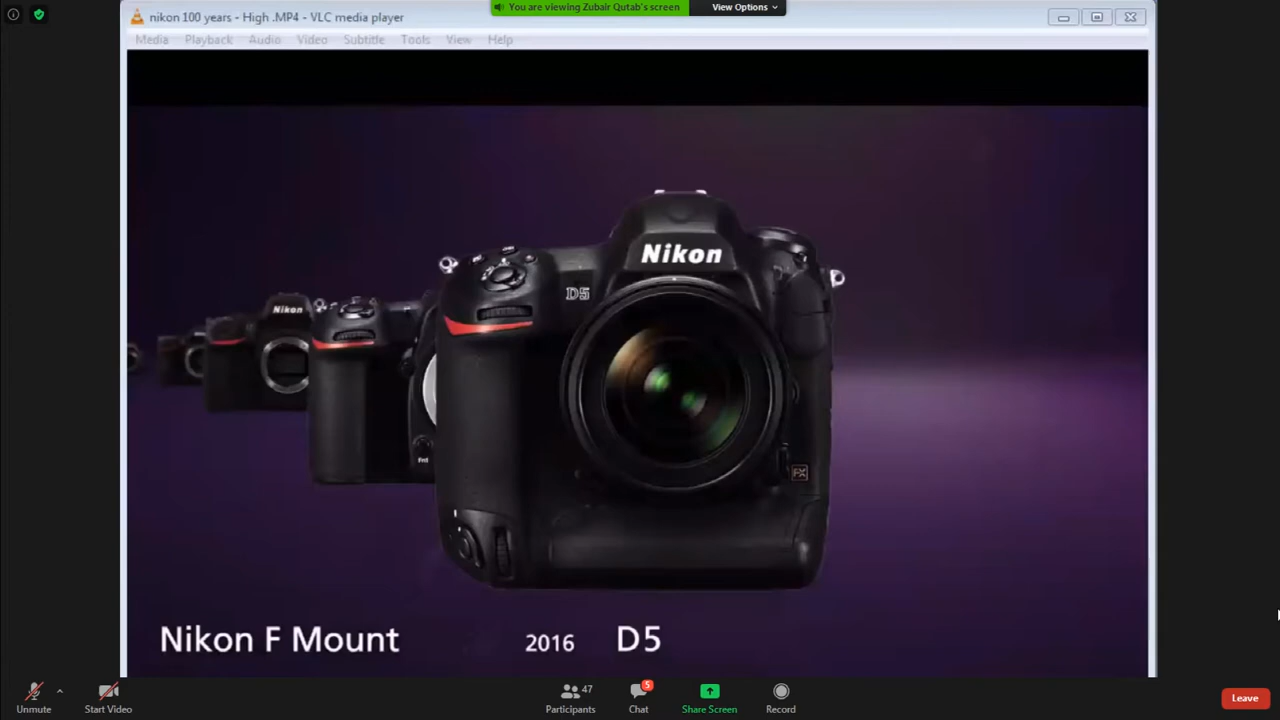 You are viewing Zubair Qutab's screen
View Options
nikon 100 years - High .MP4 - VLC media player
Media Playback Audio Video Subtitle Tools View Help
Nikon
D5
Nikon
Fn1
FX
Nikon F Mount 2016 D5
47
5
Unmute
Start Video
Participants
Chat
Share Screen
Record
Leave